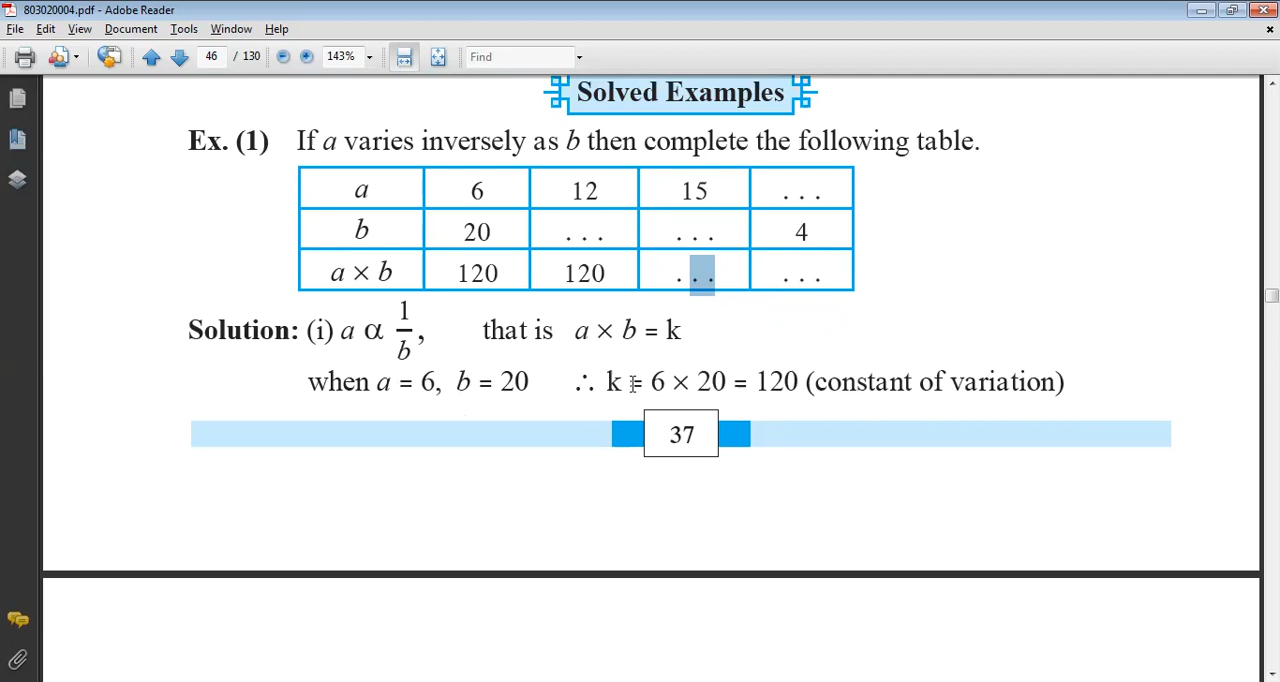 803020004.pdf - Adobe Reader
File Edit View Document Tools Window Help
46 / 130 143% Find
Solved Examples
Ex. (1) If a varies inversely as b then complete the following table.
a 6 12 15 . . .
b 20 . . . . . . 4
a × b 120 120 . . . . . .
Solution: (i) a α 1/b, that is a × b = k
when a = 6, b = 20 ∴ k = 6 × 20 = 120 (constant of variation)
37